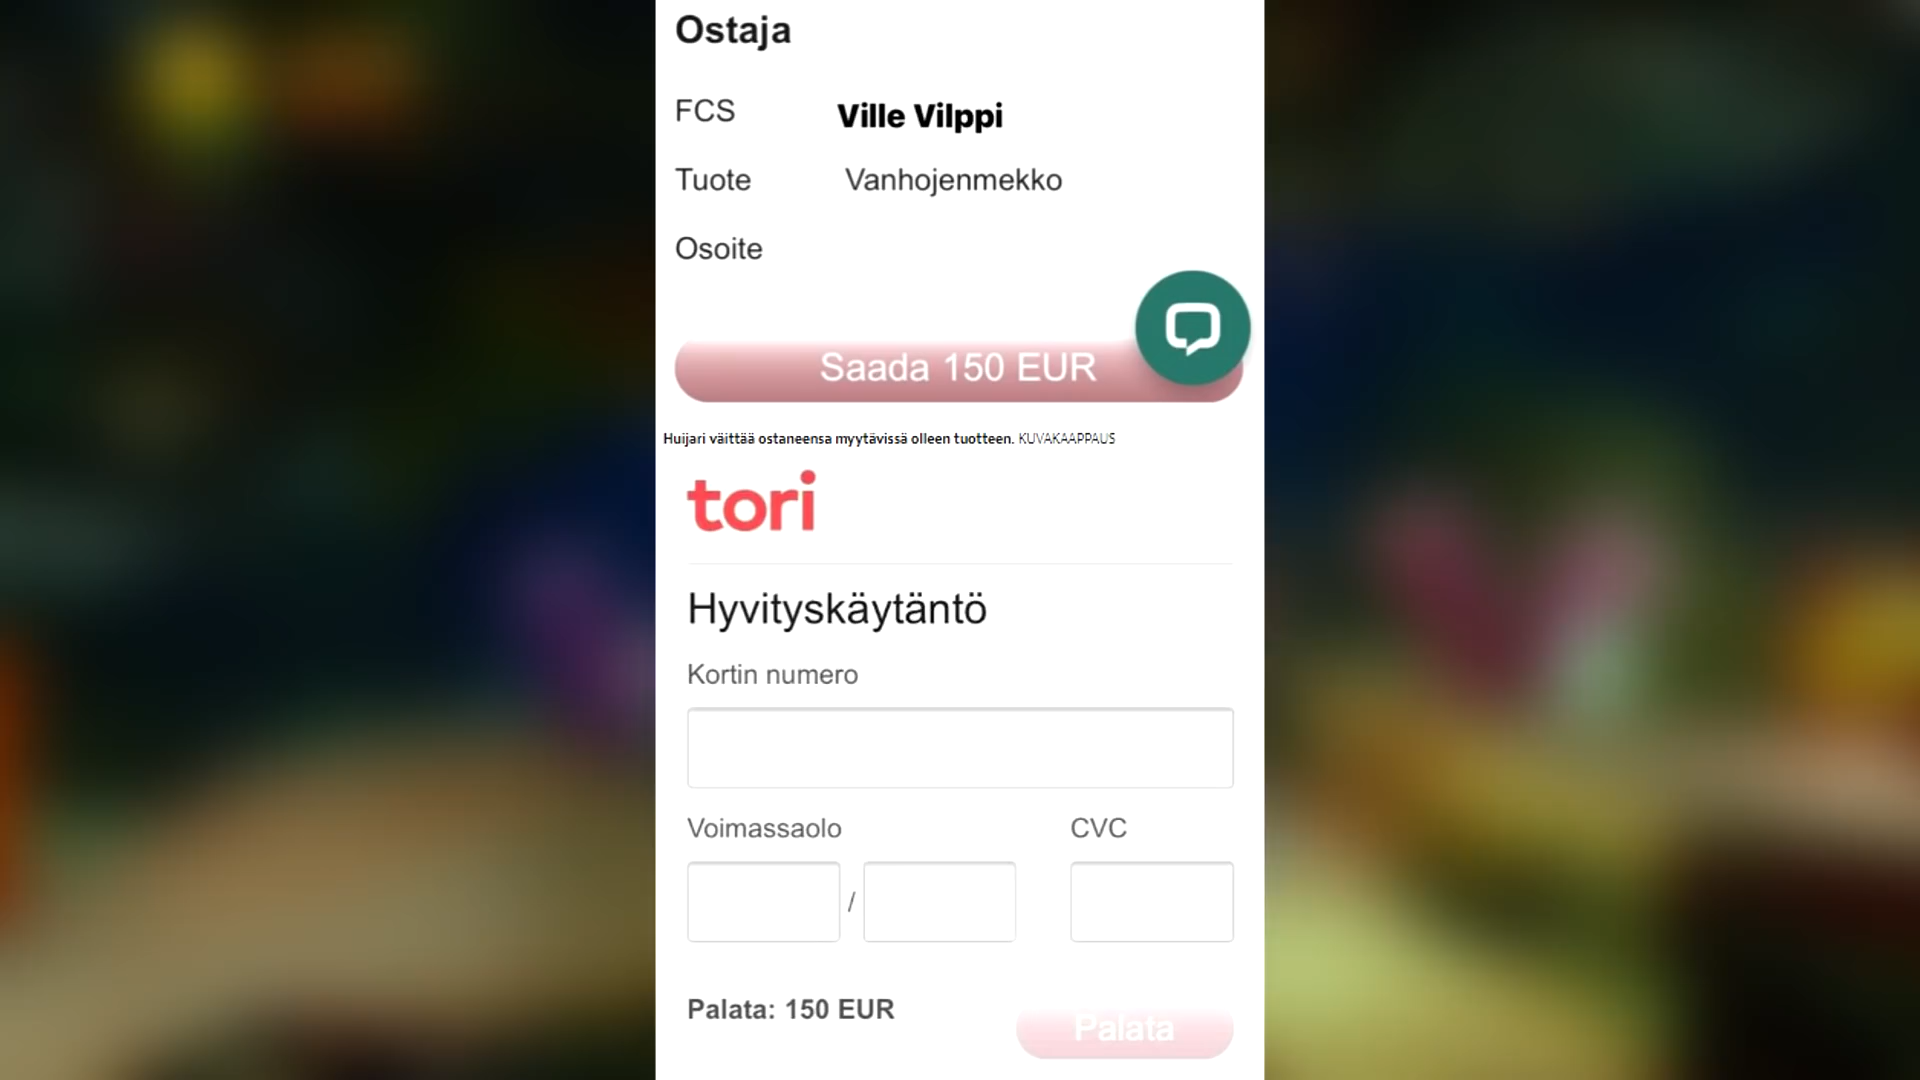 Ostaja
FCS Ville Vilppi
Tuote Vanhojenmekko
Osoite
Saada 150 EUR
Huijari väittää ostaneensa myytävissä olleen tuotteen. KUVAKAAPPAUS
tori
Hyvityskäytäntö
Kortin numero
Voimassaolo CVC
/
Palata: 150 EUR
Palata